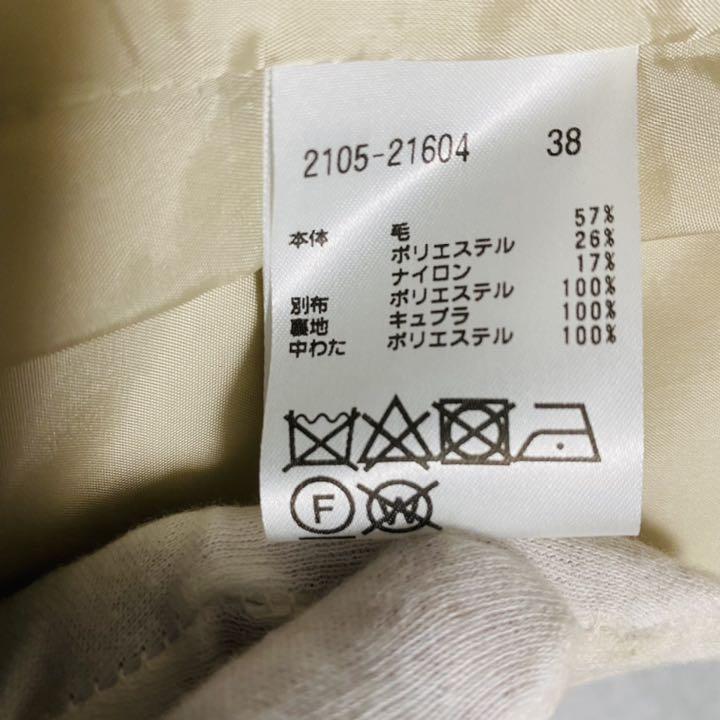 2105-21604 38
本体 毛 57%
ポリエステル 26%
ナイロン 17%
別布 ポリエステル 100%
裏地 キュプラ 100%
中わた ポリエステル 100%
F W